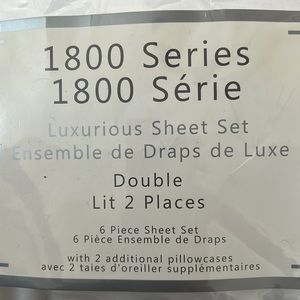 1800 Series
1800 Série
Luxurious Sheet Set
Ensemble de Draps de Luxe
Double
Lit 2 Places
6 Piece Sheet Set
6 Pièce Ensemble de Draps
with 2 additional pillowcases
avec 2 taies d'oreiller supplémentaires